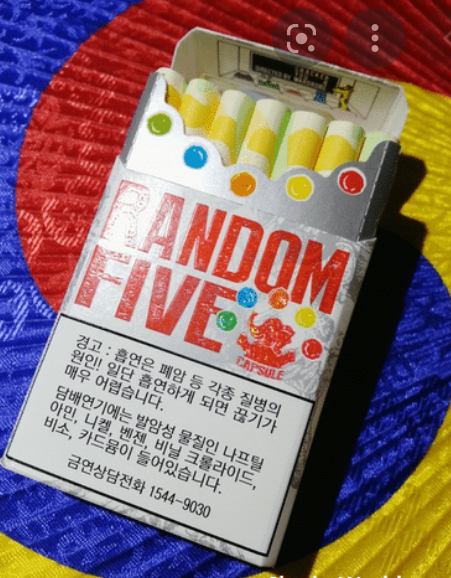 RANDOM
FIVE
CAPSULE
경고 : 흡연은 폐암 등 각종 질병의
원인!! 일단 흡연하게 되면 끊기가
매우 어렵습니다.
담배연기에는 발암성 물질인 나프틸
아민, 니켈, 벤젠, 비닐 크롤라이드,
비소, 카드뮴이 들어있습니다.
금연상담전화 1544-9030